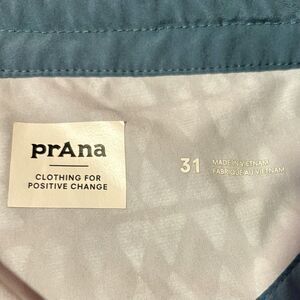 prAna
CLOTHING FOR
POSITIVE CHANGE
31
MADE IN VIETNAM
FABRIQUÉ AU VIETNAM